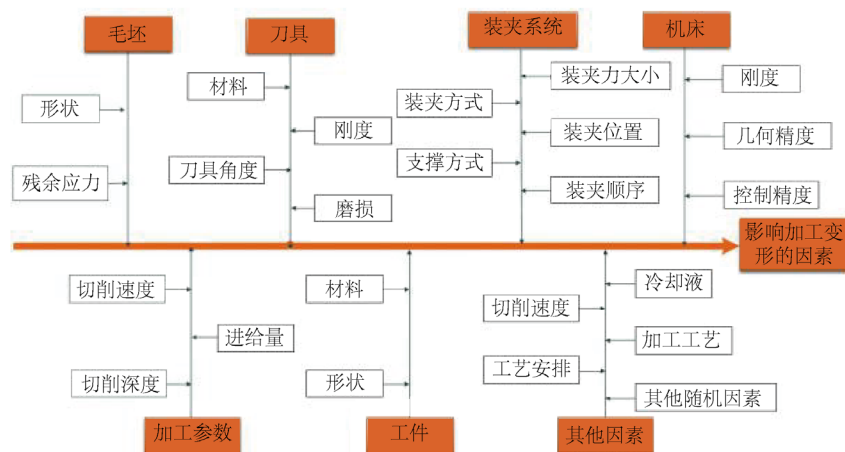 毛坯
刀具
装夹系统
机床
形状
残余应力
材料
刚度
刀具角度
磨损
装夹力大小
装夹方式
装夹位置
支撑方式
装夹顺序
刚度
几何精度
控制精度
影响加工变
形的因素
切削速度
进给量
切削深度
材料
形状
冷却液
切削速度
加工工艺
工艺安排
其他随机因素
加工参数
工件
其他因素